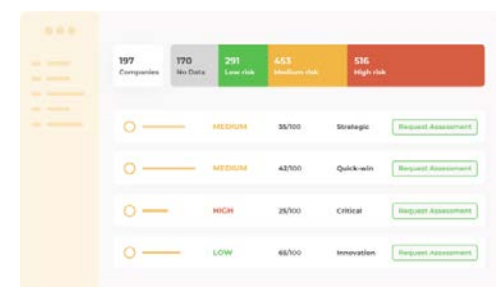 197 170 291 453 516
Companies No Data Low risk Medium risk High risk
MEDIUM 55/100 Strategic Request Assessment
MEDIUM 42/100 Quick-win Request Assessment
HIGH 25/100 Critical Request Assessment
LOW 65/100 Innovation Request Assessment